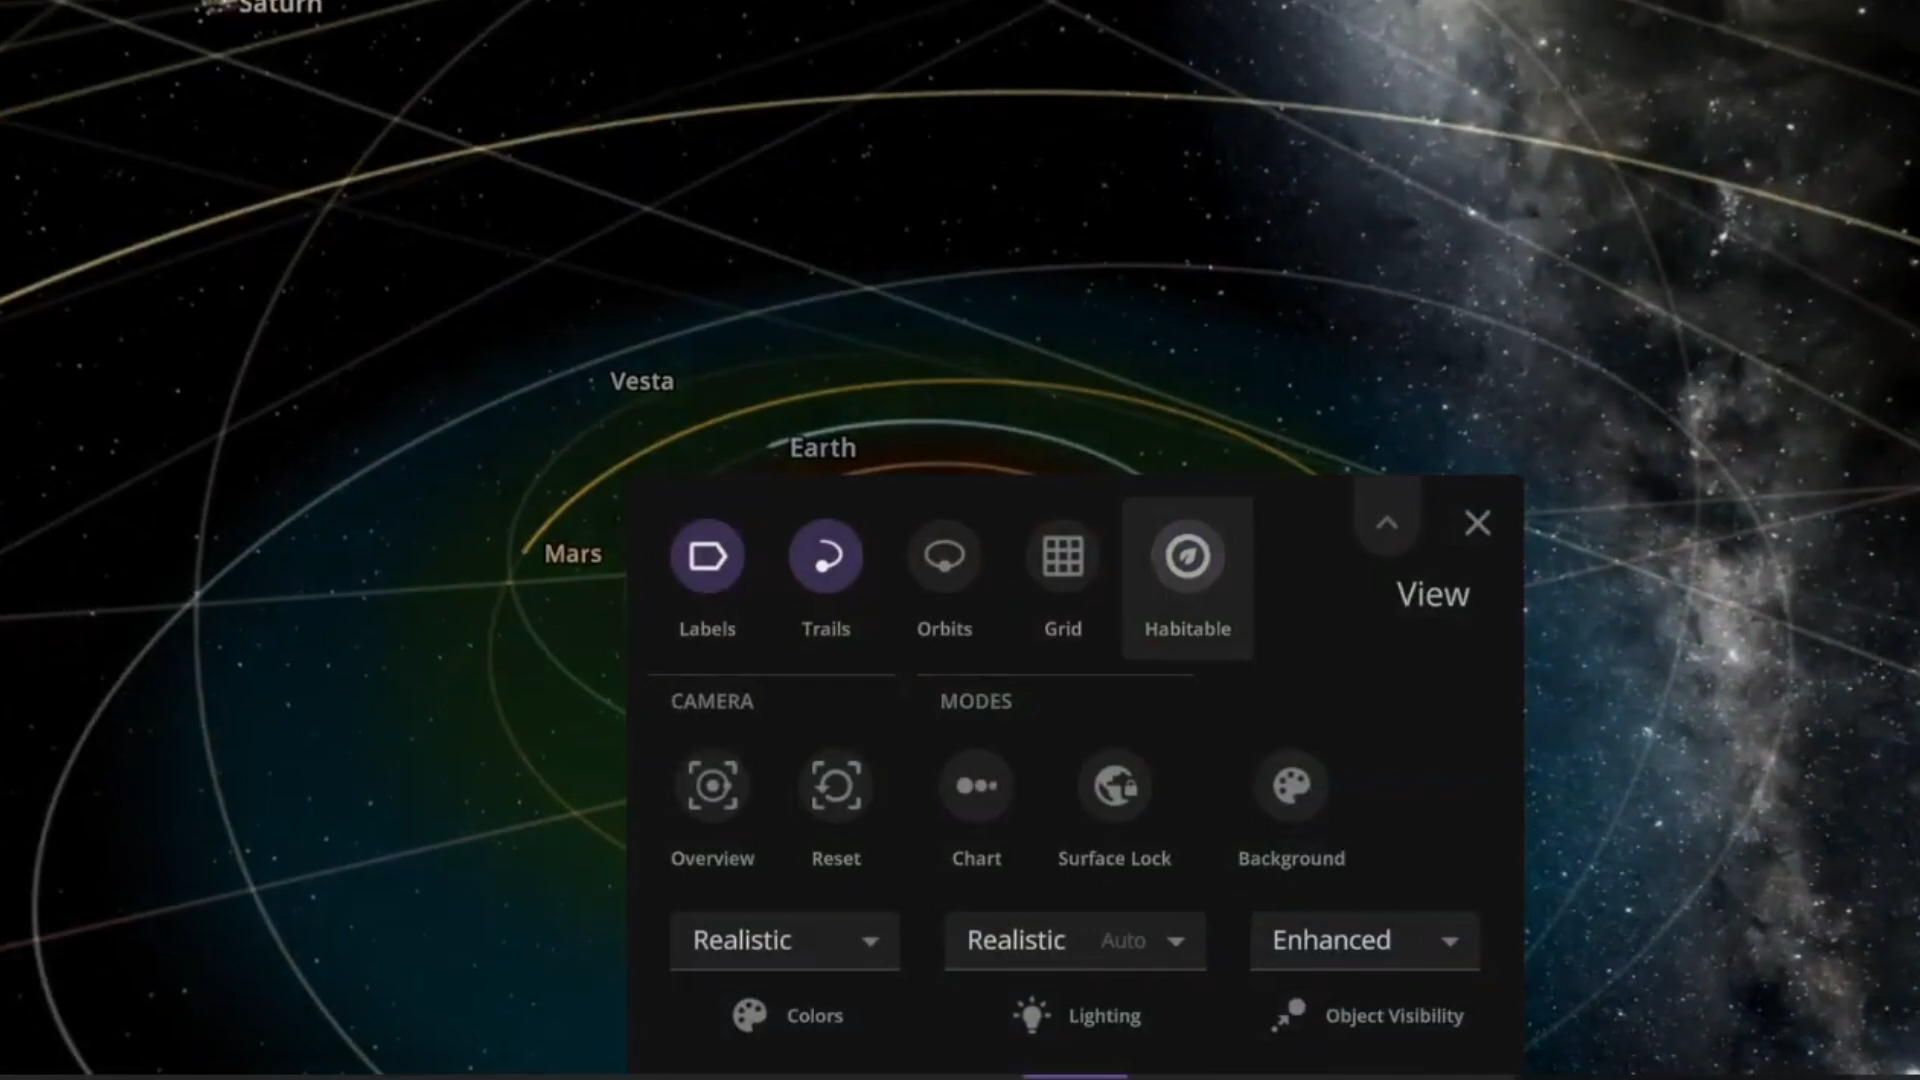 Saturn
Vesta
Earth
Mars
Labels
Trails
Orbits
Grid
Habitable
View
CAMERA
MODES
Overview
Reset
Chart
Surface Lock
Background
Realistic
Realistic Auto
Enhanced
Colors
Lighting
Object Visibility